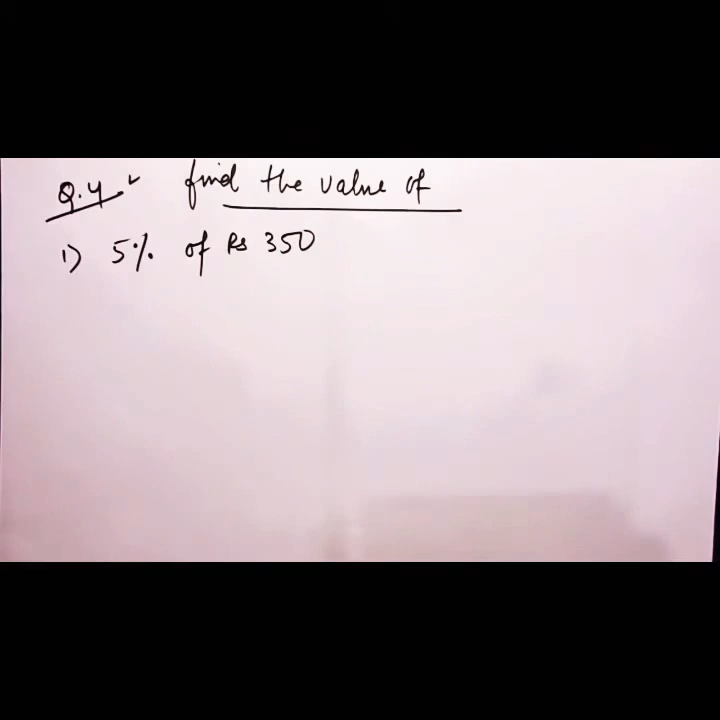 Q.4 find the value of
1) 5% of Rs 350